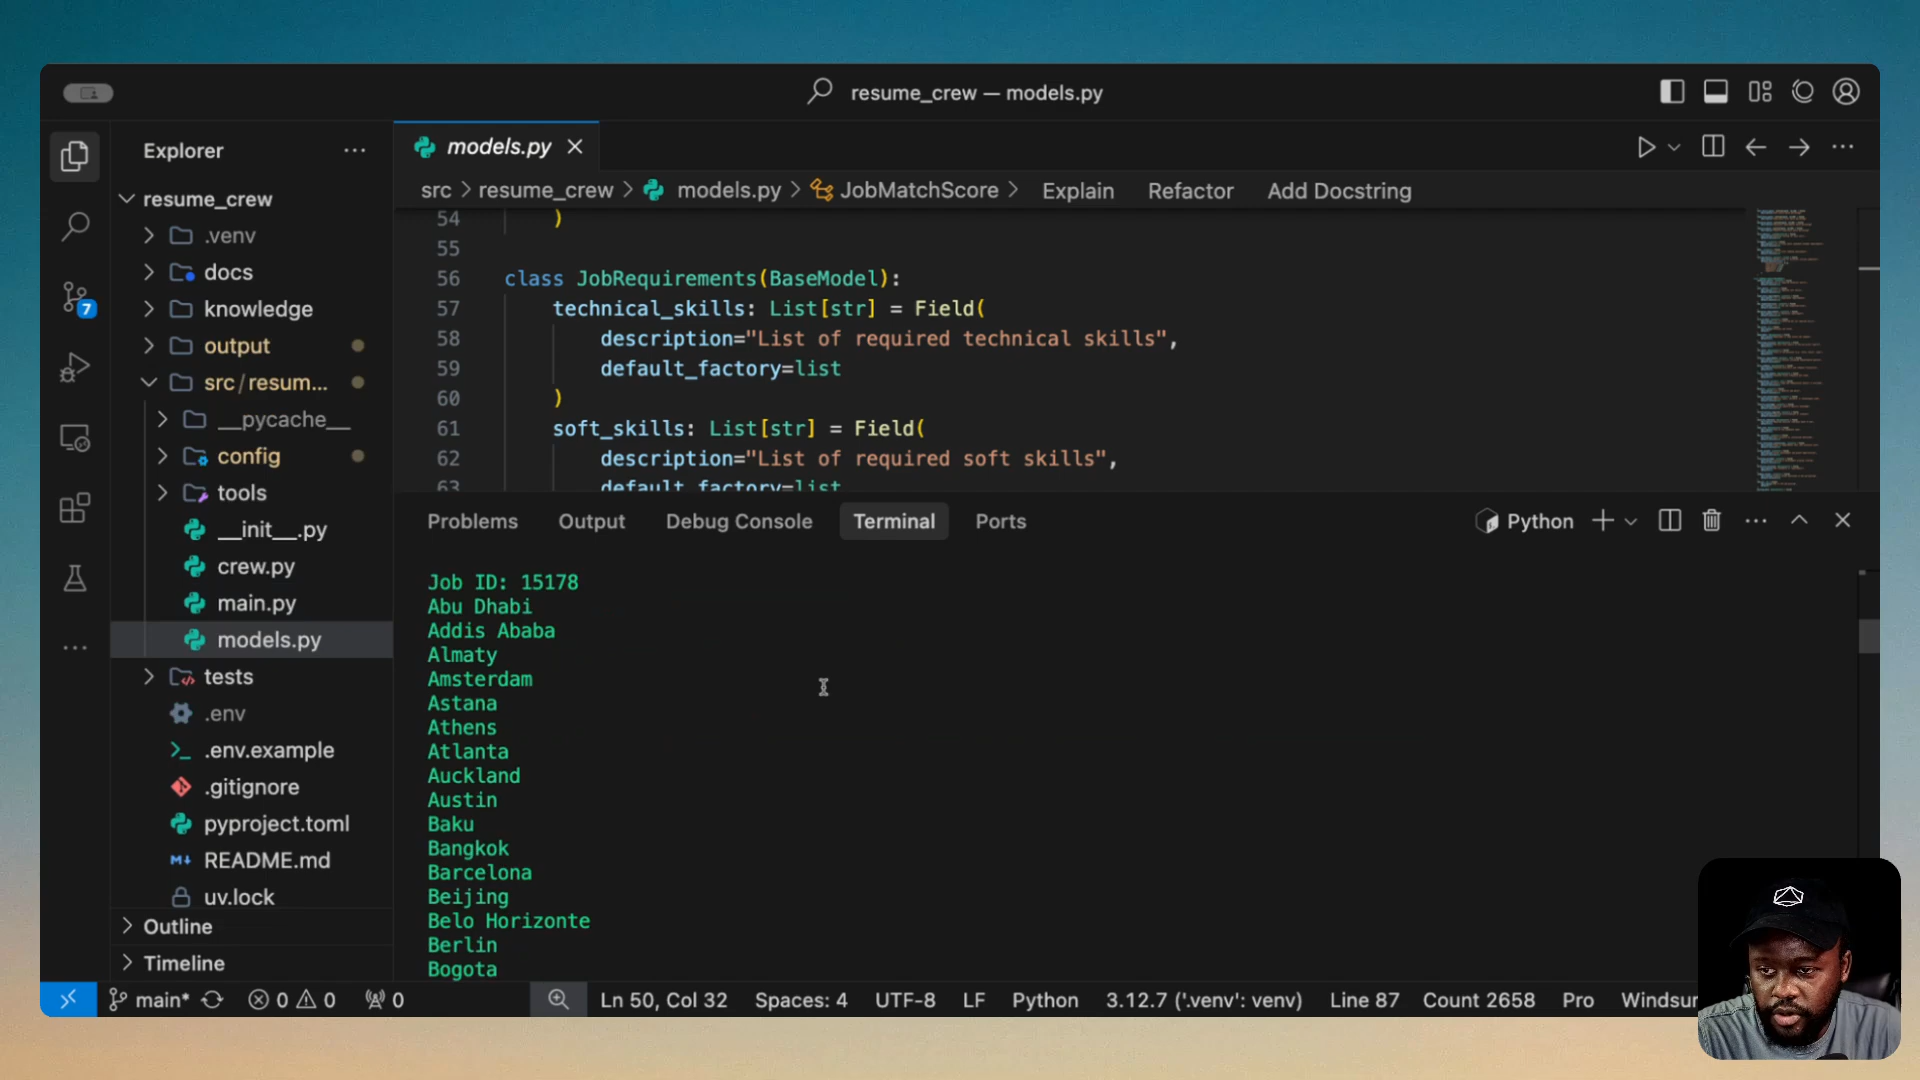 resume_crew — models.py
Explorer
resume_crew
.venv
docs
knowledge
output
src/resum...
__pycache__
config
tools
__init__.py
crew.py
main.py
models.py
tests
.env
.env.example
.gitignore
pyproject.toml
README.md
uv.lock
Outline
Timeline
7
models.py
src > resume_crew > models.py > JobMatchScore > Explain Refactor Add Docstring
54 )
55
56 class JobRequirements(BaseModel):
57 technical_skills: List[str] = Field(
58 description="List of required technical skills",
59 default_factory=list
60 )
61 soft_skills: List[str] = Field(
62 description="List of required soft skills",
63 default_factory=list
Problems Output Debug Console Terminal Ports Python
Job ID: 15178
Abu Dhabi
Addis Ababa
Almaty
Amsterdam
Astana
Athens
Atlanta
Auckland
Austin
Baku
Bangkok
Barcelona
Beijing
Belo Horizonte
Berlin
Bogota
main* 0 0 0 Ln 50, Col 32 Spaces: 4 UTF-8 LF Python 3.12.7 ('.venv': venv) Line 87 Count 2658 Pro Windsur